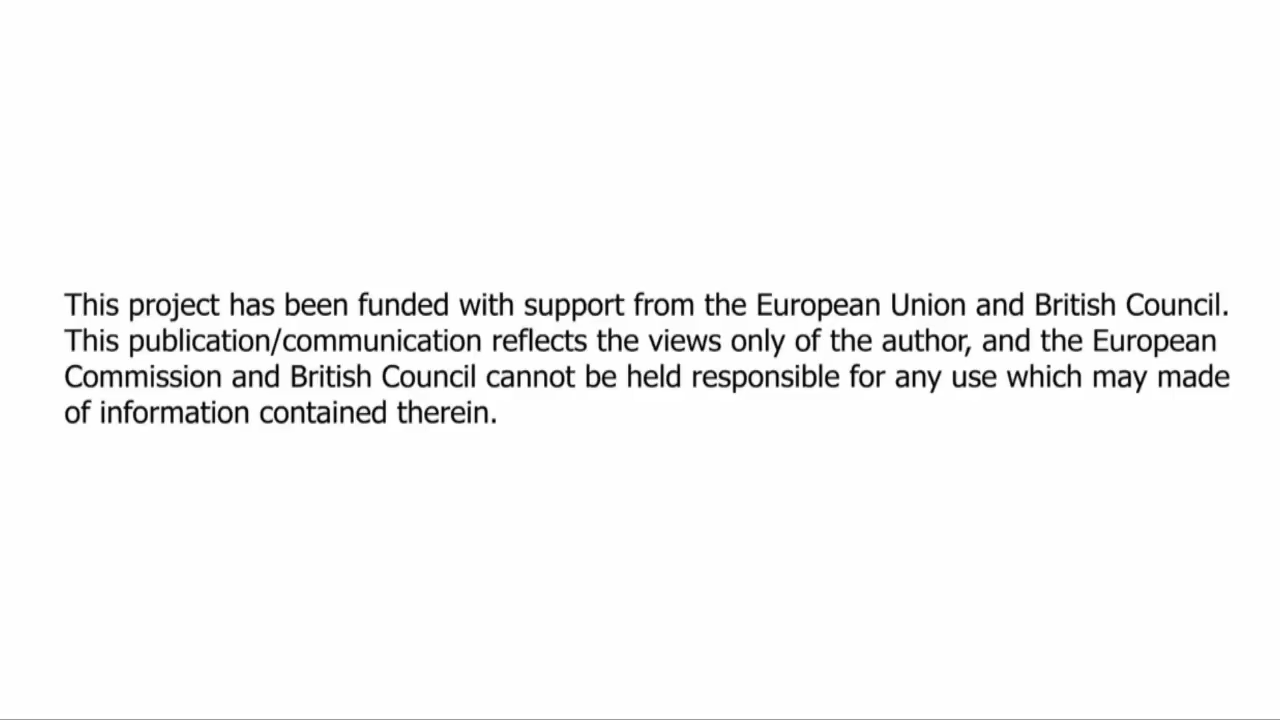 This project has been funded with support from the European Union and British Council.
This publication/communication reflects the views only of the author, and the European
Commission and British Council cannot be held responsible for any use which may made
of information contained therein.